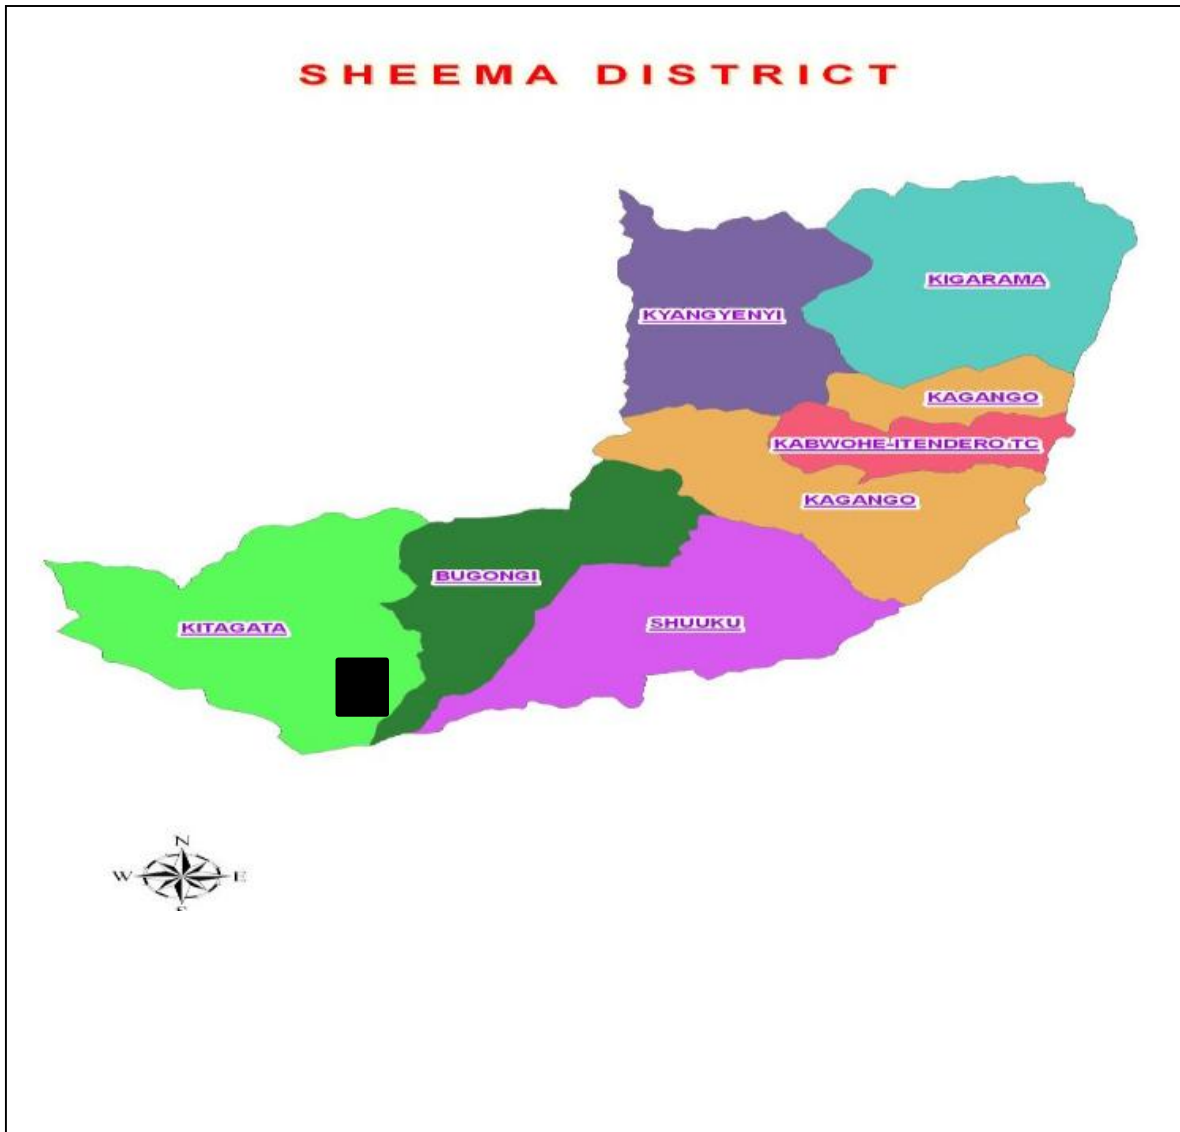 SHEEMA DISTRICT
KIGARAMA
KYANGYENYI
KAGANGO
KABWOHE-ITENDERO.TC
KAGANGO
BUGONGI
SHUUKU
KITAGATA
N
W E
S